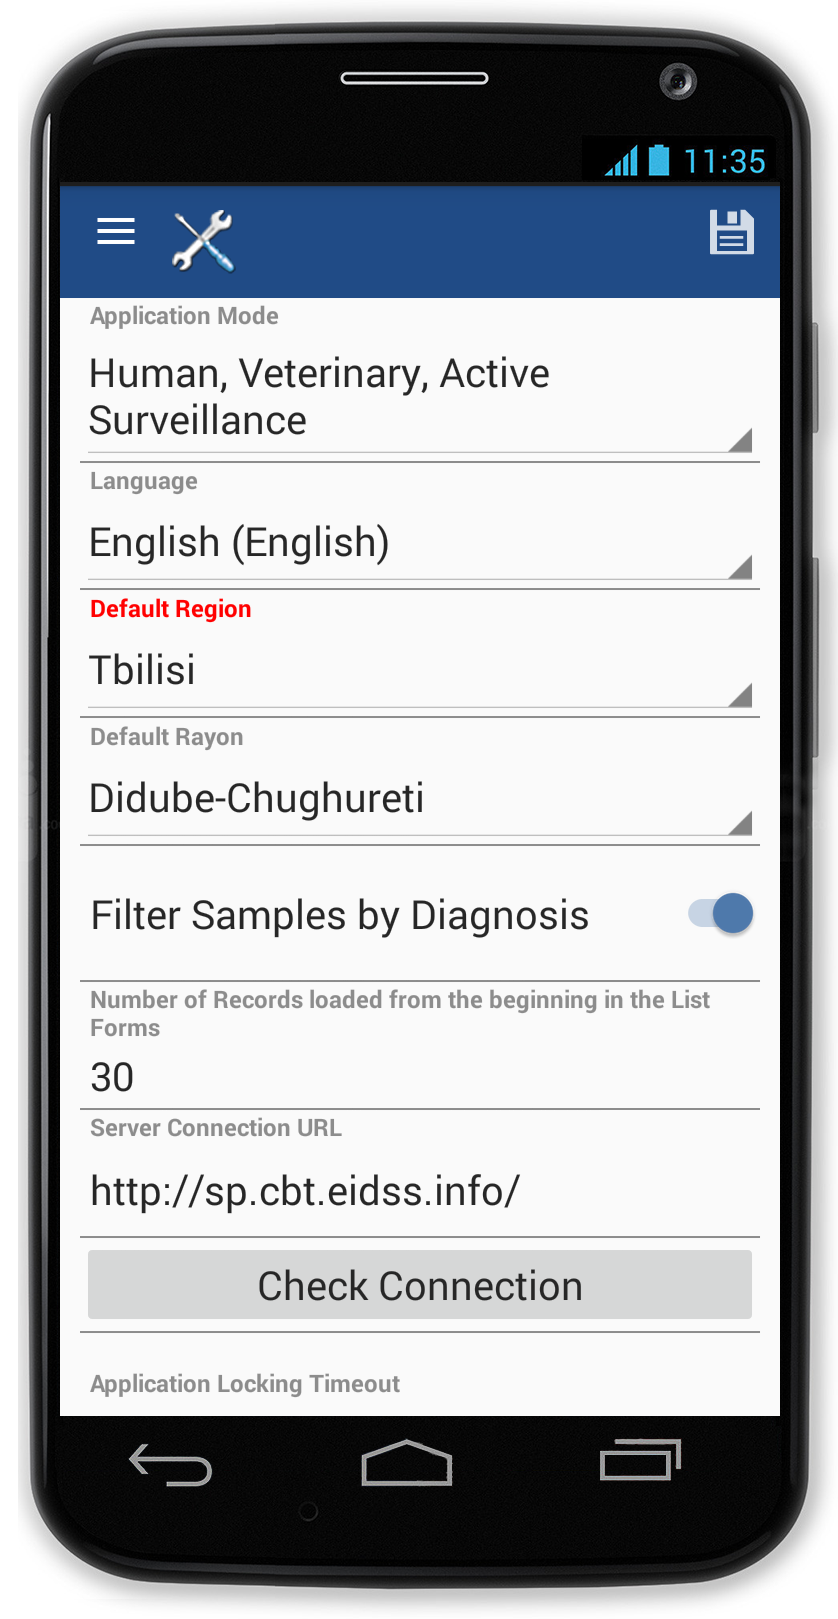 11:35
Application Mode
Human, Veterinary, Active
Surveillance
Language
English (English)
Default Region
Tbilisi
Default Rayon
Didube-Chughureti
Filter Samples by Diagnosis
Number of Records loaded from the beginning in the List
Forms
30
Server Connection URL
http://sp.cbt.eidss.info/
Check Connection
Application Locking Timeout